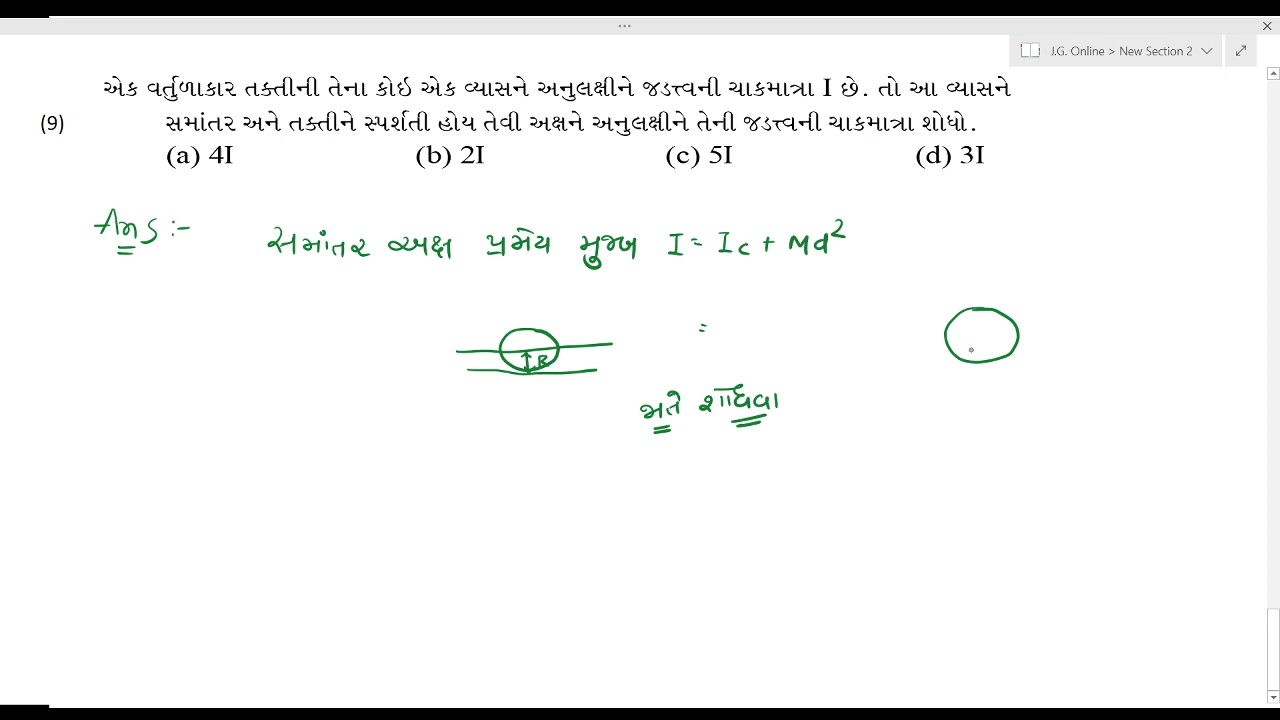 J.G. Online > New Section 2
એક વર્તુળાકાર તક્તીની તેના કોઇ એક વ્યાસને અનુલક્ષીને જડત્ત્વની ચાકમાત્રા I છે. તો આ વ્યાસને
(9) સમાંતર અને તક્તીને સ્પર્શતી હોય તેવી અક્ષને અનુલક્ષીને તેની જડત્ત્વની ચાકમાત્રા શોધો.
(a) 4I (b) 2I (c) 5I (d) 3I
Ans :- સમાંતર અક્ષ પ્રમેય મુજબ I = Ic + Md²
=
R
જાતે શોધવા